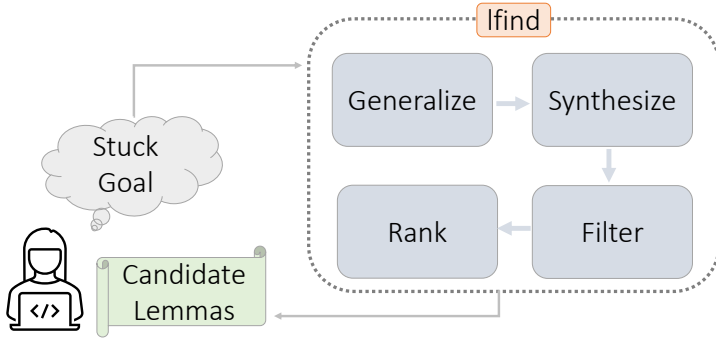 lfind
Generalize
Synthesize
Stuck
Goal
Rank
Filter
Candidate
Lemmas
</>